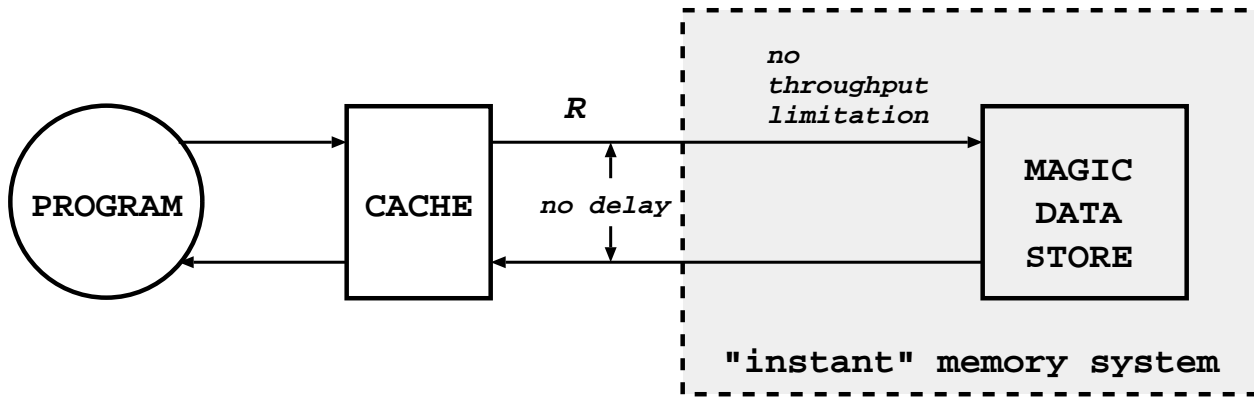 no
throughput
limitation
R
PROGRAM
CACHE
no delay
MAGIC
DATA
STORE
"instant" memory system